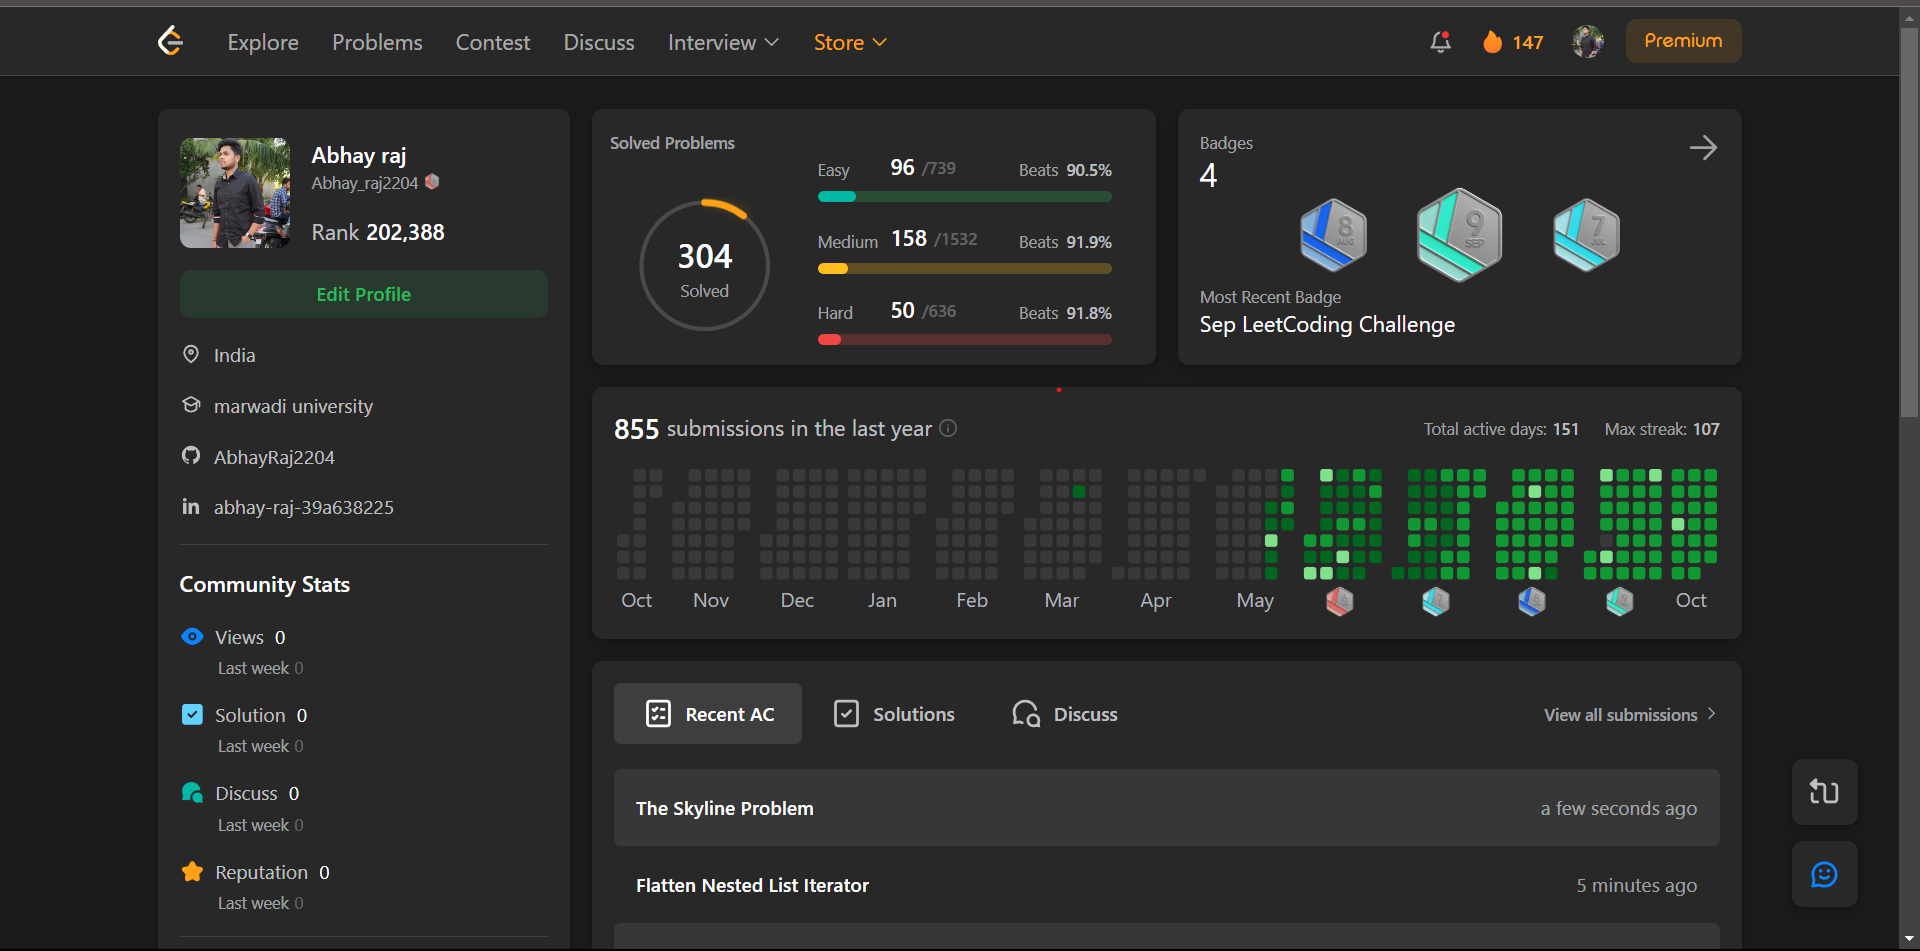 Explore Problems Contest Discuss Interview Store 147 Premium
Abhay raj
Abhay_raj2204
Rank 202,388
Edit Profile
India
marwadi university
AbhayRaj2204
abhay-raj-39a638225
Community Stats
Views 0
Last week 0
Solution 0
Last week 0
Discuss 0
Last week 0
Reputation 0
Last week 0
Solved Problems
304
Solved
Easy 96 /739 Beats 90.5%
Medium 158 /1532 Beats 91.9%
Hard 50 /636 Beats 91.8%
Badges
4
8 AUG
9 SEP
7 JUL
Most Recent Badge
Sep LeetCoding Challenge
855 submissions in the last year Total active days: 151 Max streak: 107
Oct Nov Dec Jan Feb Mar Apr May Oct
Recent AC Solutions Discuss View all submissions
The Skyline Problem a few seconds ago
Flatten Nested List Iterator 5 minutes ago